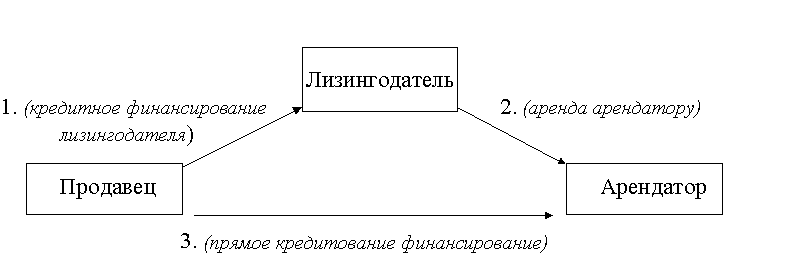 Лизингодатель
1. (кредитное финансирование
лизингодателя)
2. (аренда арендатору)
Продавец
Арендатор
3. (прямое кредитование финансирование)